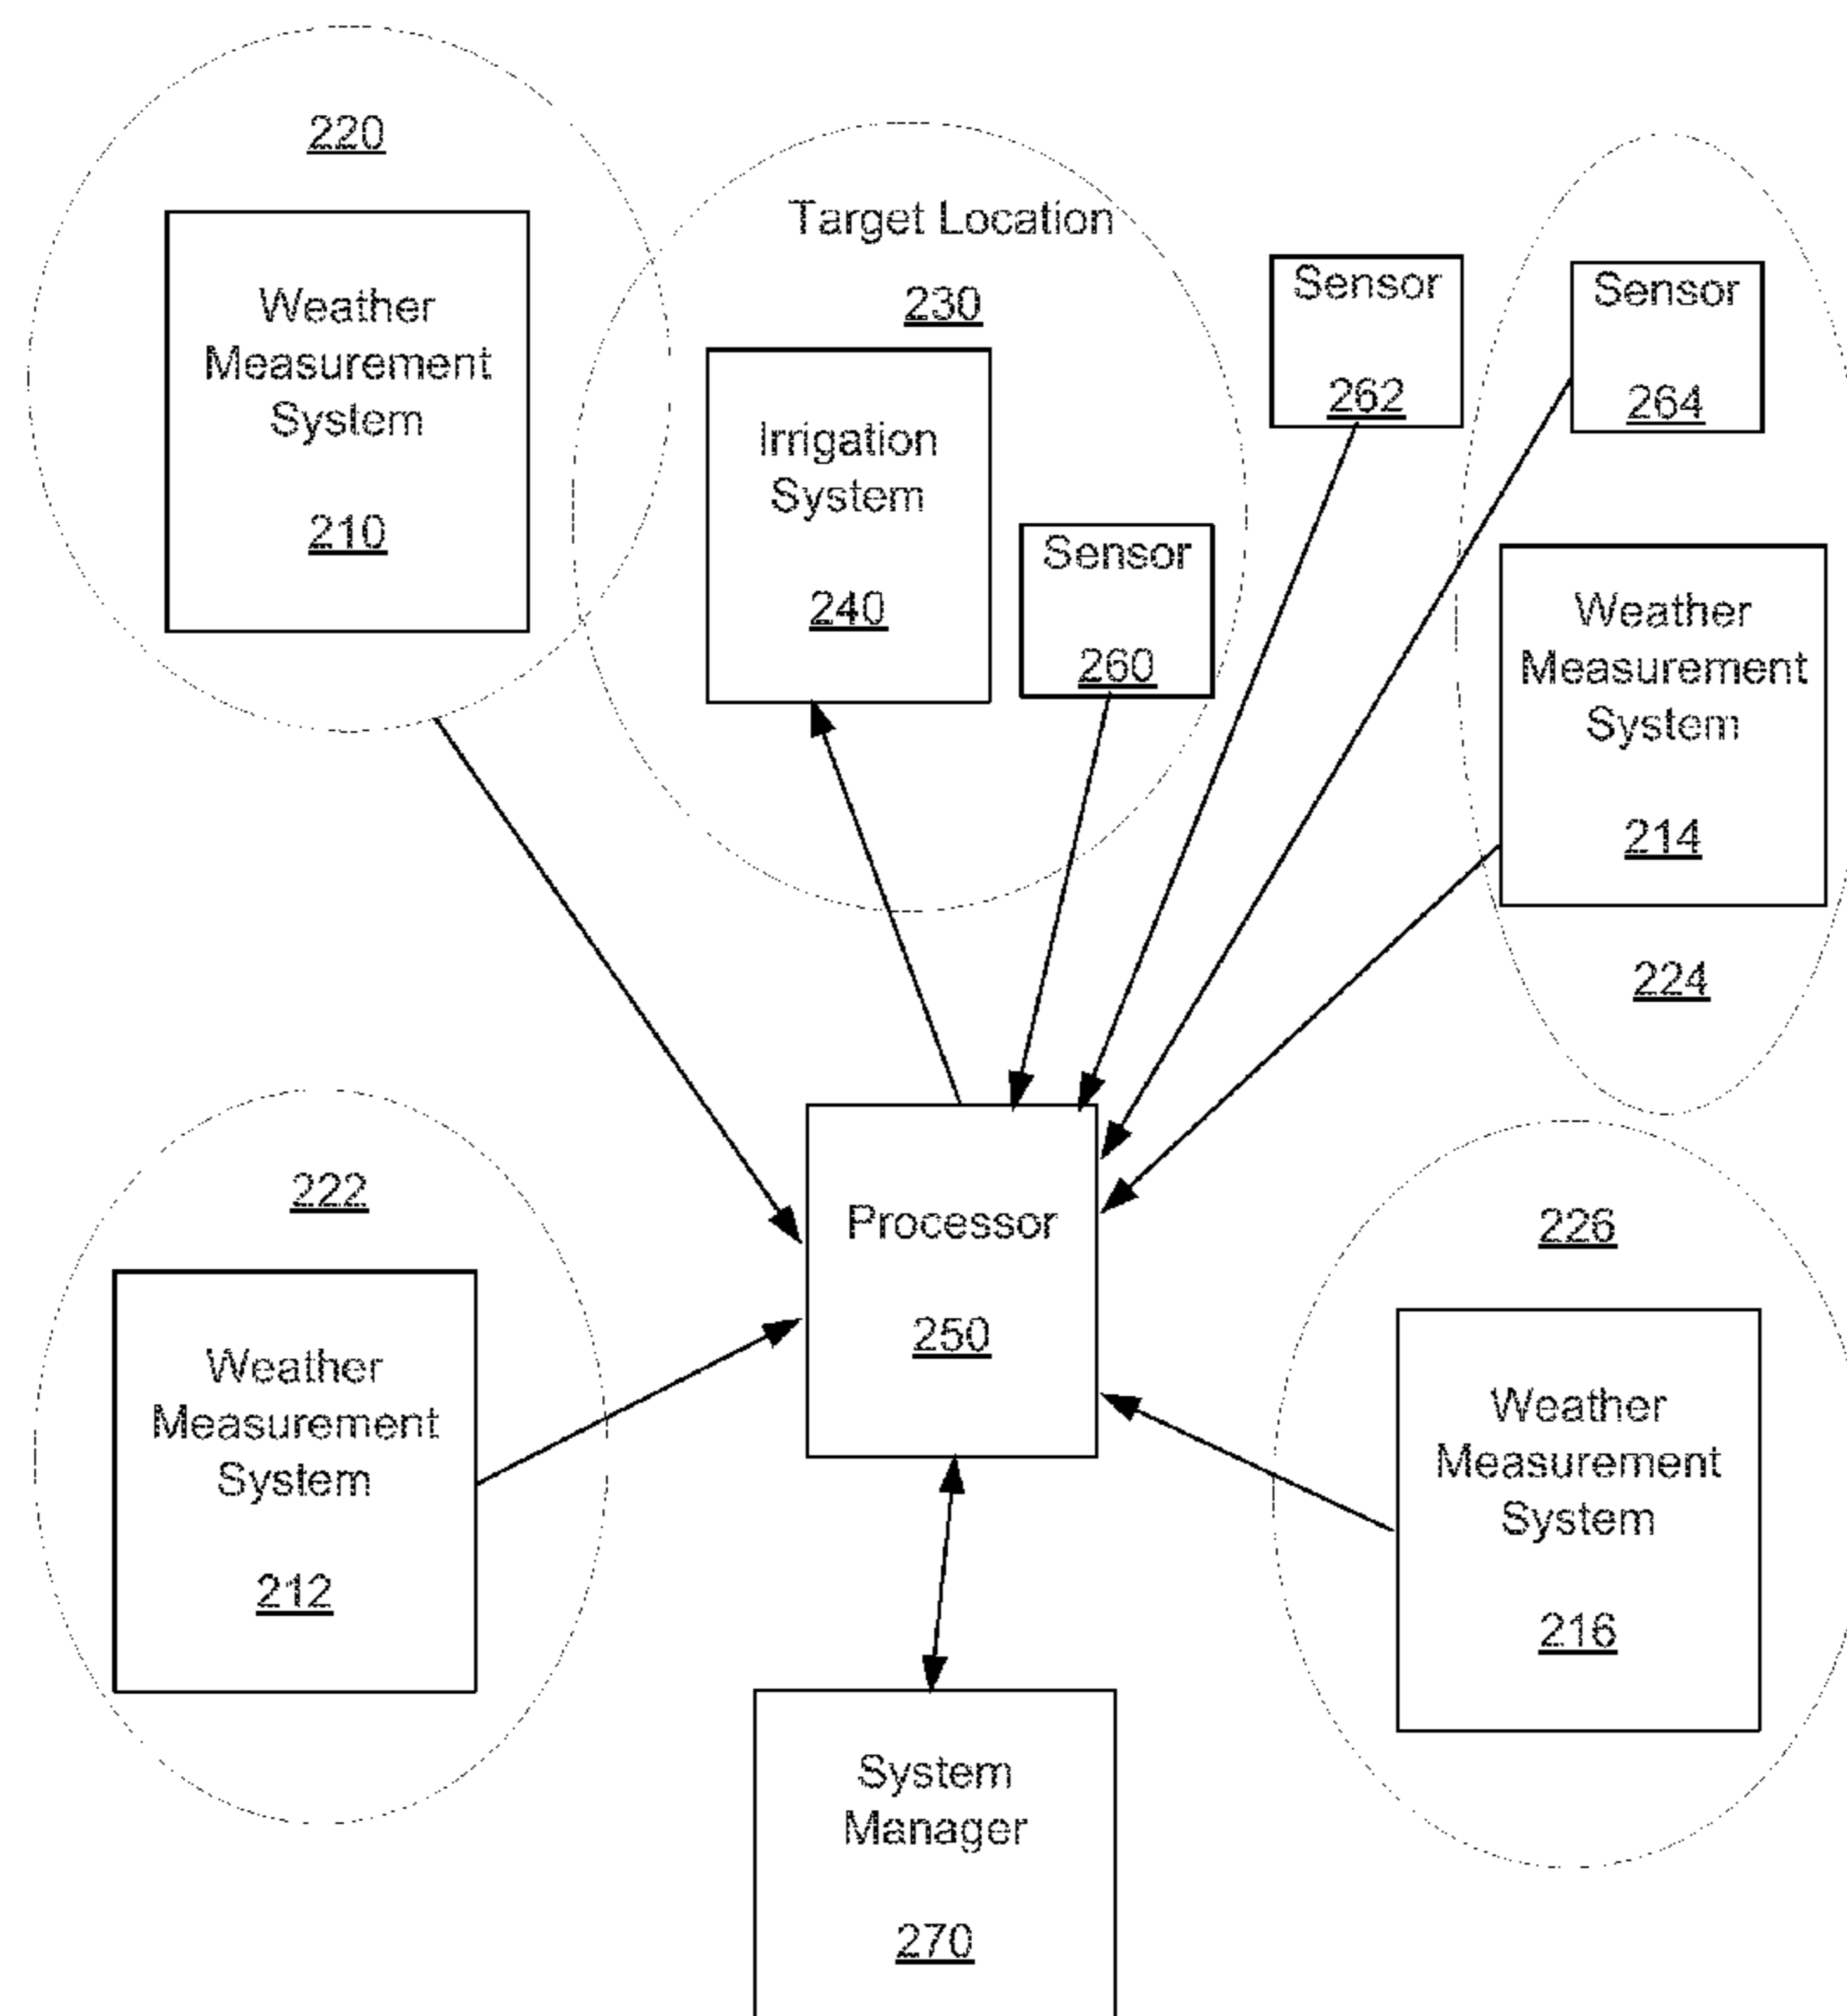 220
Weather
Measurement
System
210
Target Location
230
Irrigation
System
240
Sensor
260
Sensor
262
Sensor
264
Weather
Measurement
System
214
224
222
Weather
Measurement
System
212
Processor
250
226
Weather
Measurement
System
216
System
Manager
270